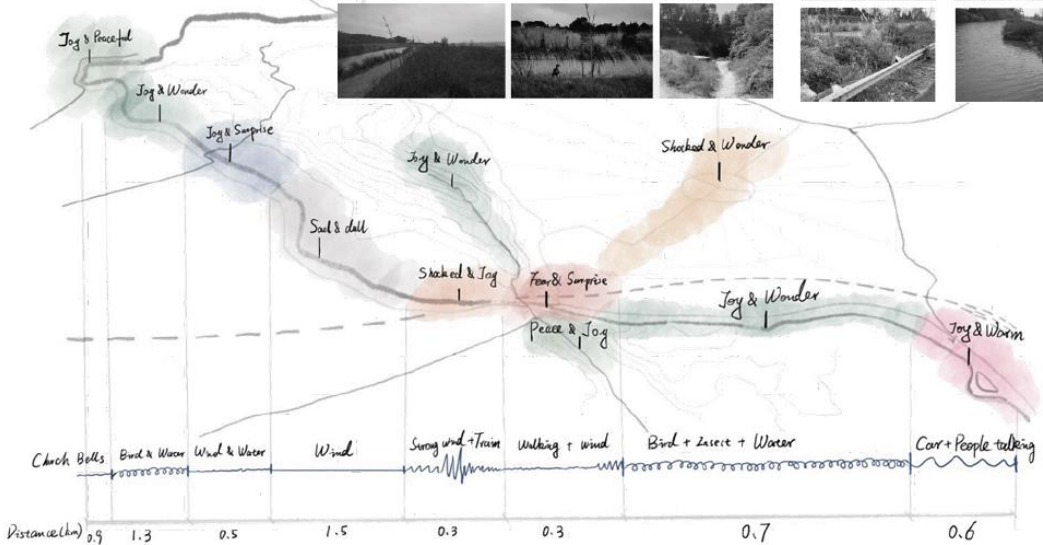 Joy & Peaceful
Joy & Wonder
Joy & Surprise
Joy & Wonder
Shocked & Wonder
Sad & dull
Shocked & Joy
Fear & Surprise
Peace & Joy
Joy & Wonder
Joy & Warm
Church Bells
Bird & Water
Wind & Water
Wind
Strong wind + Train
Walking + wind
Bird + Insect + Water
Car + People talking
Distance (km) 0.9 1.3 0.5 1.5 0.3 0.3 0.7 0.6